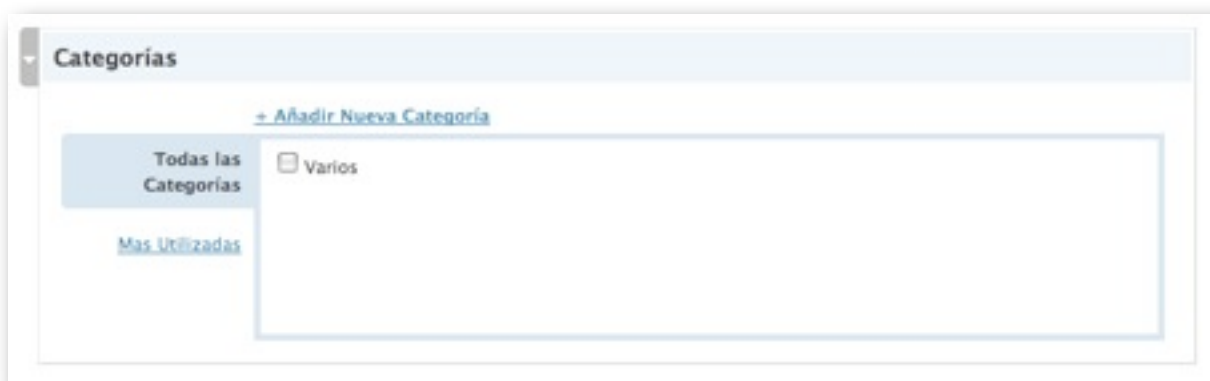 Categorías
+ Añadir Nueva Categoría
Todas las
Categorías
Varios
Mas Utilizadas